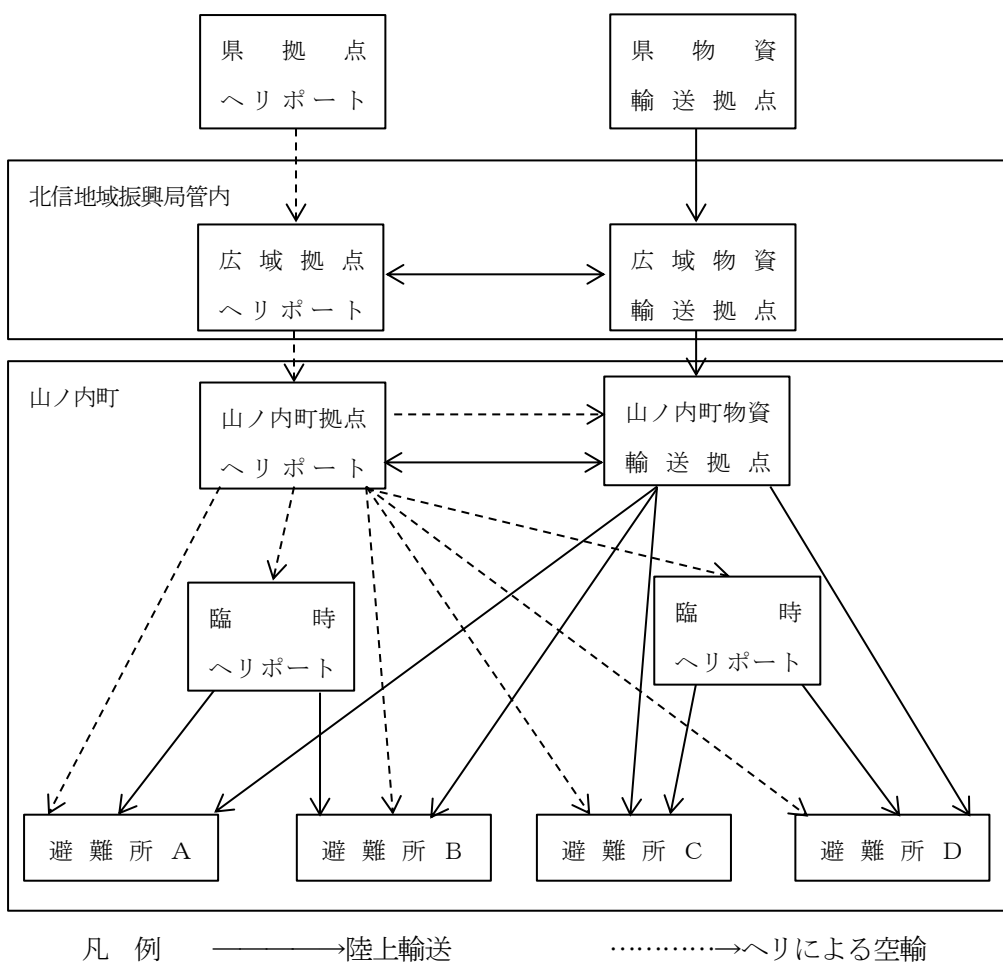 県拠点
ヘリポート
県物資
輸送拠点
北信地域振興局管内
広域拠点
ヘリポート
広域物資
輸送拠点
山ノ内町
山ノ内町拠点
ヘリポート
山ノ内町物資
輸送拠点
臨時
ヘリポート
臨時
ヘリポート
避難所A
避難所B
避難所C
避難所D
凡例 ————→陸上輸送 …………→ヘリによる空輸